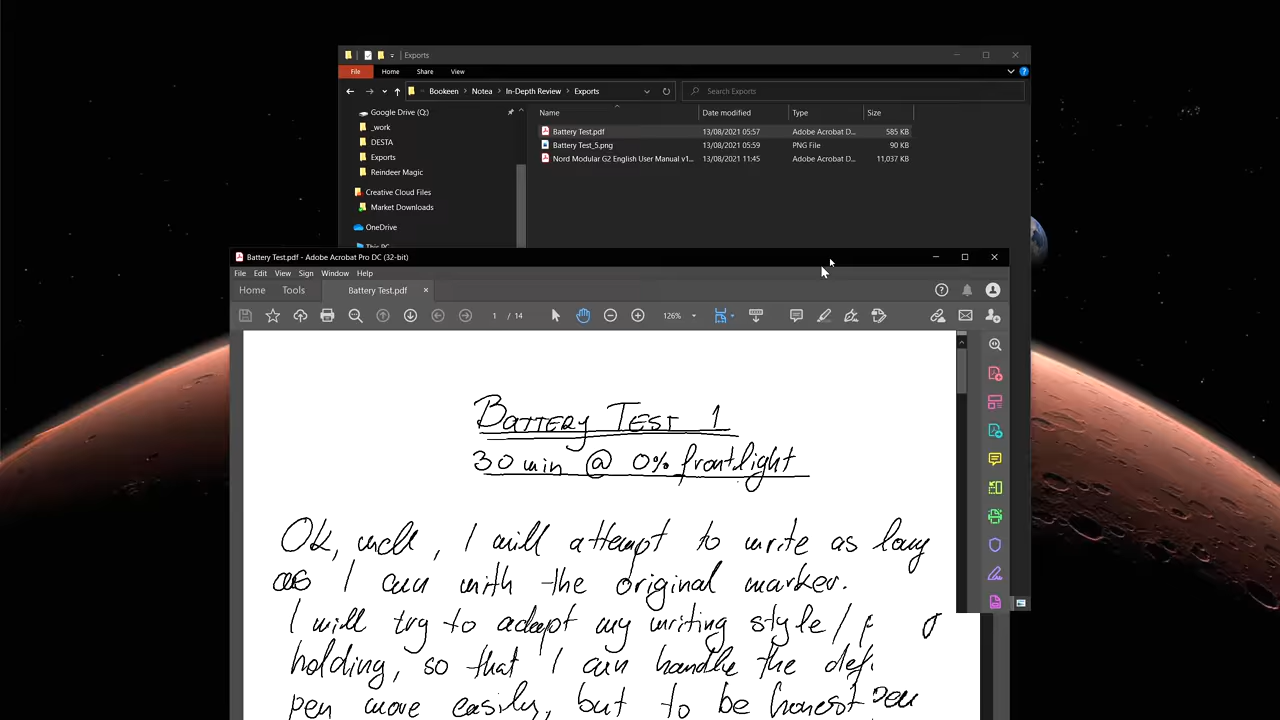 Exports
File Home Share View
Bookeen Notea In-Depth Review Exports Search Exports
Google Drive (Q:)
_work
DESTA
Exports
Reindeer Magic
Creative Cloud Files
Market Downloads
OneDrive
This PC
Name Date modified Type Size
Battery Test.pdf 13/08/2021 05:57 Adobe Acrobat D... 585 KB
Battery Test_5.png 13/08/2021 05:59 PNG File 90 KB
Nord Modular G2 English User Manual v1... 13/08/2021 11:45 Adobe Acrobat D... 11,037 KB
Battery Test.pdf - Adobe Acrobat Pro DC (32-bit)
File Edit View Sign Window Help
Home Tools Battery Test.pdf ×
1 / 14 126%
BATTERY TEST 1
30 min @ 0% frontlight
Ok, well, I will attempt to write as long
as I can with the original marker.
I will try to adapt my writing style/
holding, so that I can handle the
pen more easily, but to be honest